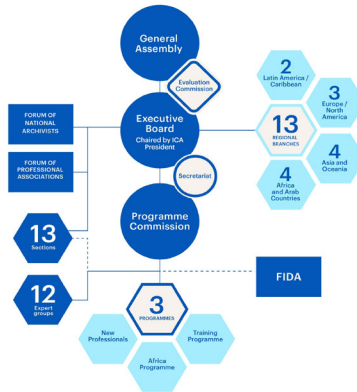 General
Assembly
Evaluation
Commission
2
Latin America /
Caribbean
3
Europe /
North
America
FORUM OF
NATIONAL
ARCHIVISTS
Executive
Board
Chaired by ICA
President
13
REGIONAL
BRANCHES
4
Asia and
Oceania
FORUM OF
PROFESSIONAL
ASSOCIATIONS
Secretariat
4
Africa
and Arab
Countries
Programme
Commission
13
Sections
12
Expert
groups
FIDA
3
PROGRAMMES
New
Professionals
Training
Programme
Africa
Programme